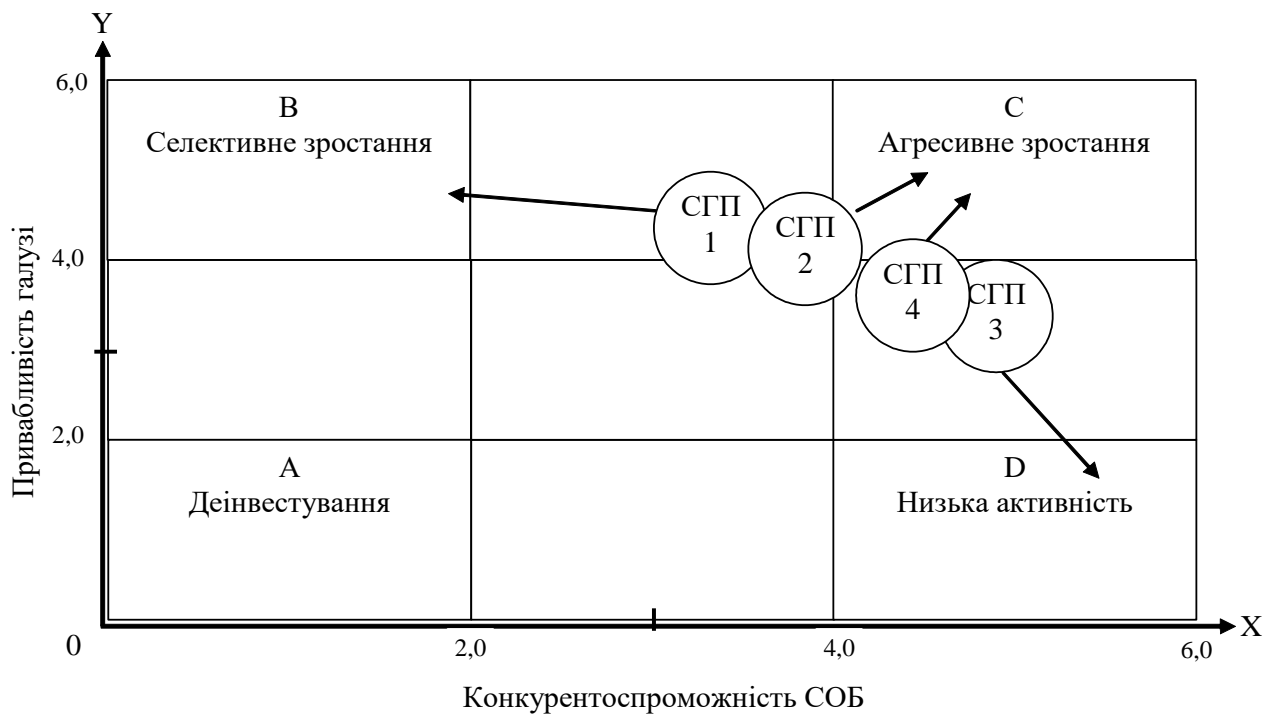 Y
6,0
B
Селективне зростання
C
Агресивне зростання
СГП
1
СГП
2
СГП
4
СГП
3
4,0
2,0
Привабливість галузі
A
Деінвестування
D
Низька активність
0
2,0
4,0
6,0
X
Конкурентоспроможність СОБ